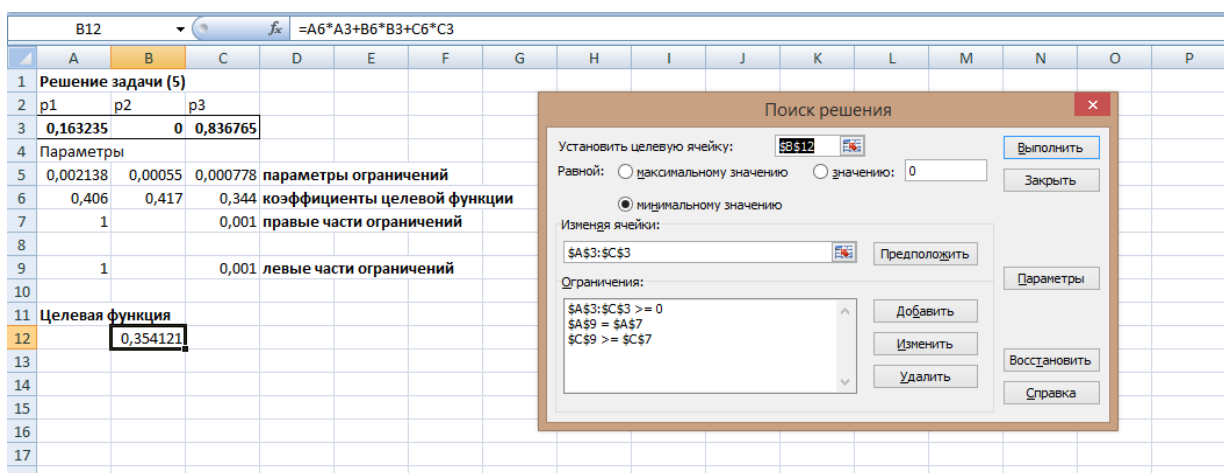 B12 fx =A6*A3+B6*B3+C6*C3
A B C D E F G H I J K L M N O P
1 Решение задачи (5)
2 p1 p2 p3
3 0,163235 0 0,836765
4 Параметры
5 0,002138 0,00055 0,000778 параметры ограничений
6 0,406 0,417 0,344 коэффициенты целевой функции
7 1 0,001 правые части ограничений
8
9 1 0,001 левые части ограничений
10
11 Целевая функция
12 0,354121
13
14
15
16
17
Поиск решения
Установить целевую ячейку: $B$12 Выполнить
Равной: максимальному значению значению: 0 Закрыть
минимальному значению
Изменяя ячейки:
$A$3:$C$3 Предположить
Параметры
Ограничения:
$A$3:$C$3 >= 0 Добавить
$A$9 = $A$7
$C$9 >= $C$7 Изменить
Восстановить
Удалить
Справка